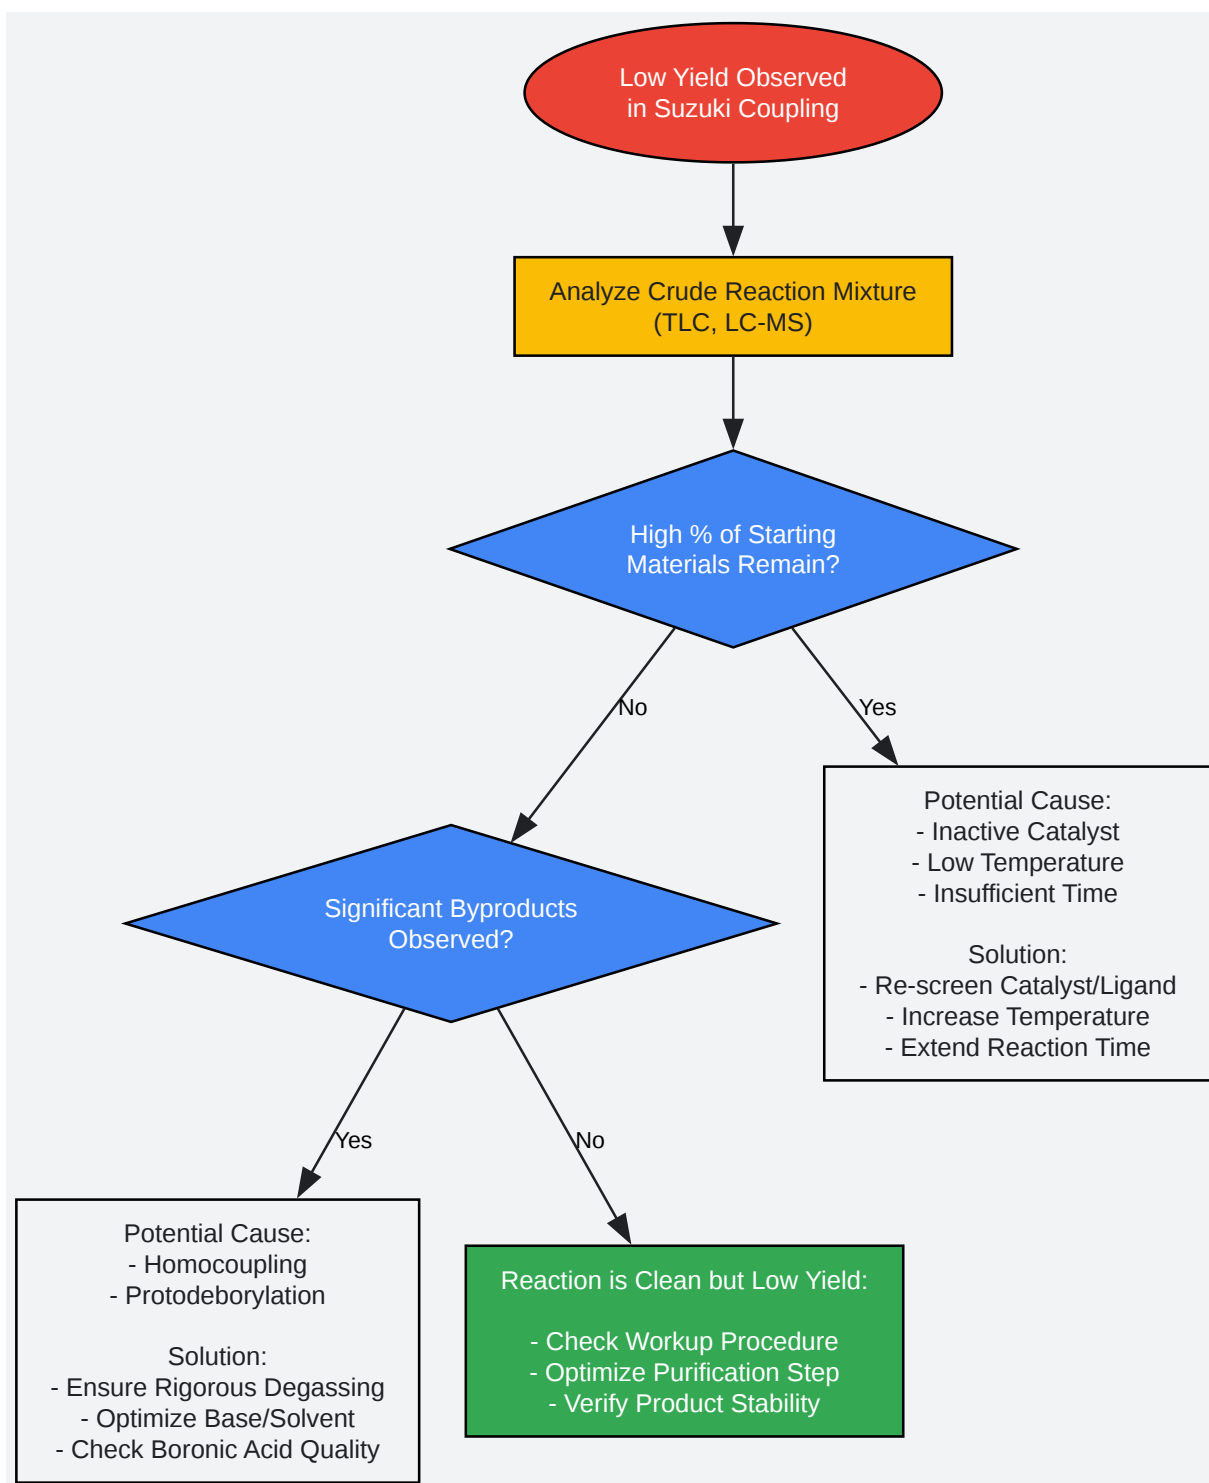 Low Yield Observed
in Suzuki Coupling
Analyze Crude Reaction Mixture
(TLC, LC-MS)
High % of Starting
Materials Remain?
No
Yes
Potential Cause:
- Inactive Catalyst
- Low Temperature
- Insufficient Time
Solution:
- Re-screen Catalyst/Ligand
- Increase Temperature
- Extend Reaction Time
Significant Byproducts
Observed?
Yes
No
Potential Cause:
- Homocoupling
- Protodeborylation
Solution:
- Ensure Rigorous Degassing
- Optimize Base/Solvent
- Check Boronic Acid Quality
Reaction is Clean but Low Yield:
- Check Workup Procedure
- Optimize Purification Step
- Verify Product Stability